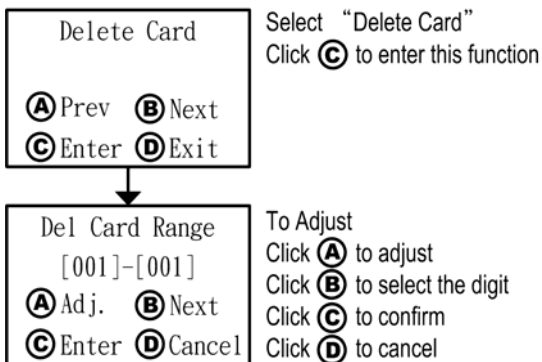 Delete Card
Ⓐ Prev Ⓑ Next
Ⓒ Enter Ⓓ Exit
Select “Delete Card”
Click Ⓒ to enter this function
Del Card Range
[001]-[001]
Ⓐ Adj. Ⓑ Next
Ⓒ Enter Ⓓ Cancel
To Adjust
Click Ⓐ to adjust
Click Ⓑ to select the digit
Click Ⓒ to confirm
Click Ⓓ to cancel